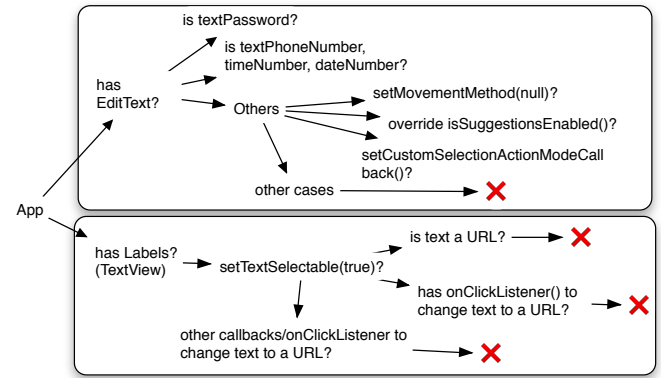 is textPassword?
is textPhoneNumber,
timeNumber, dateNumber?
has
EditText?
setMovementMethod(null)?
Others
override isSuggestionsEnabled()?
setCustomSelectionActionModeCall
back()?
other cases
App
is text a URL?
has Labels?
(TextView)
setTextSelectable(true)?
has onClickListener() to
change text to a URL?
other callbacks/onClickListener to
change text to a URL?